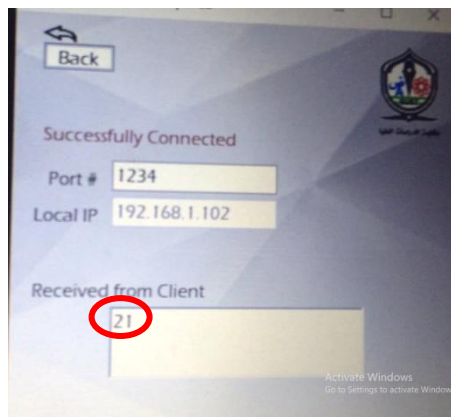 Back
Successfully Connected
Port # 1234
Local IP 192.168.1.102
Received from Client
21
Activate Windows
Go to Settings to activate Window